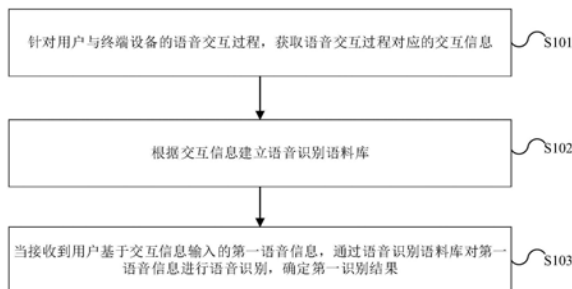 针对用户与终端设备的语音交互过程，获取语音交互过程对应的交互信息
S101
根据交互信息建立语音识别语料库
S102
当接收到用户基于交互信息输入的第一语音信息，通过语音识别语料库对第一
语音信息进行语音识别，确定第一识别结果
S103